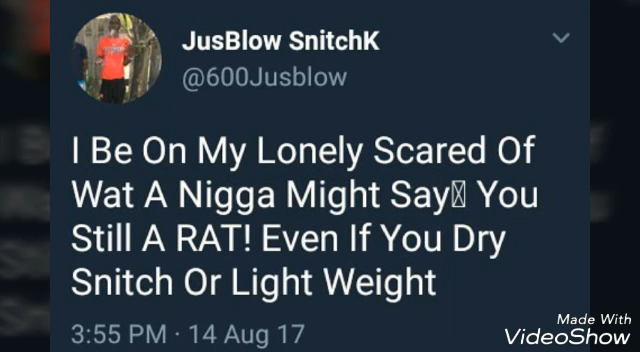 JusBlow SnitchK
@600Jusblow
I Be On My Lonely Scared Of
Wat A Nigga Might Say You
Still A RAT! Even If You Dry
Snitch Or Light Weight
3:55 PM · 14 Aug 17
Made With
VideoShow